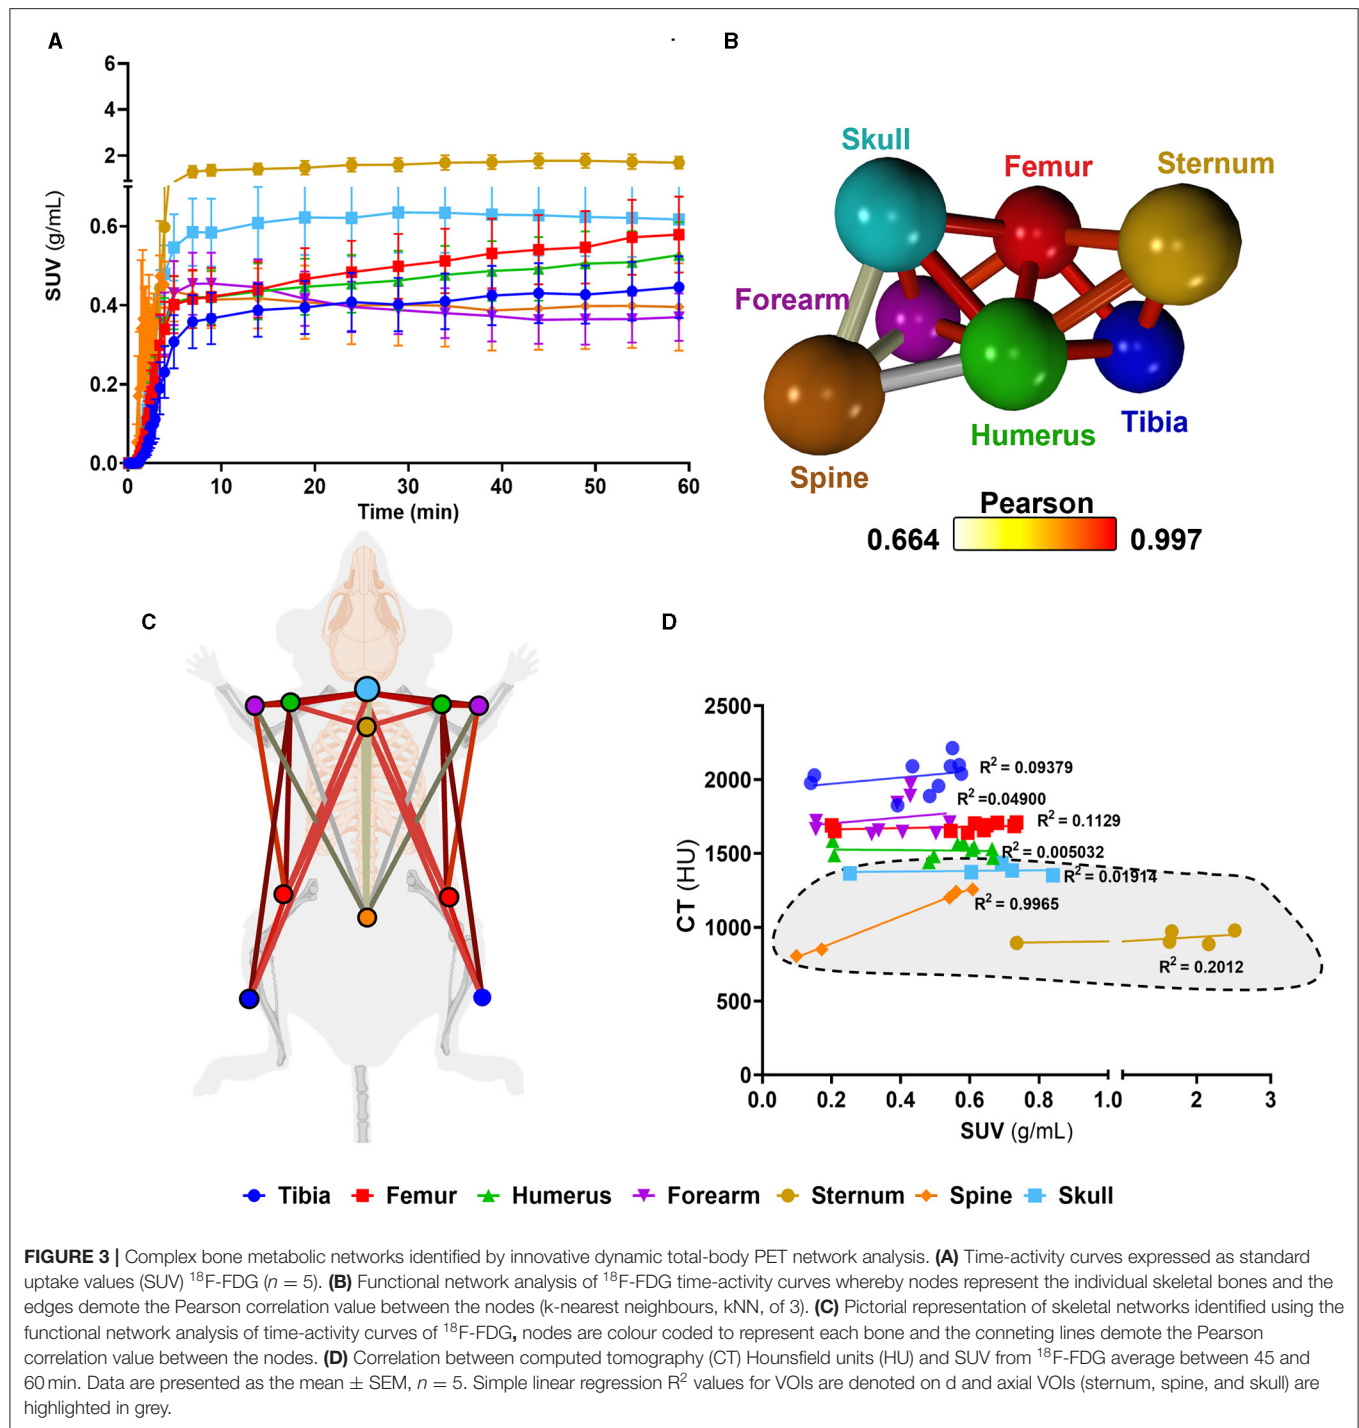 A
B
6
4
2
0.6
0.4
0.2
0.0
SUV (g/mL)
0 10 20 30 40 50 60
Time (min)
Skull
Femur
Sternum
Forearm
Spine
Humerus
Tibia
Pearson
0.664
0.997
C
D
2500
2000
1500
1000
500
0
CT (HU)
R² = 0.09379
R² =0.04900
R² = 0.1129
R² = 0.005032
R² = 0.01914
R² = 0.9965
R² = 0.2012
0.0 0.2 0.4 0.6 0.8 1.0 2 3
SUV (g/mL)
Tibia Femur Humerus Forearm Sternum Spine Skull
FIGURE 3 | Complex bone metabolic networks identified by innovative dynamic total-body PET network analysis. (A) Time-activity curves expressed as standard
uptake values (SUV) ¹⁸F-FDG (n = 5). (B) Functional network analysis of ¹⁸F-FDG time-activity curves whereby nodes represent the individual skeletal bones and the
edges demote the Pearson correlation value between the nodes (k-nearest neighbours, kNN, of 3). (C) Pictorial representation of skeletal networks identified using the
functional network analysis of time-activity curves of ¹⁸F-FDG, nodes are colour coded to represent each bone and the conneting lines demote the Pearson
correlation value between the nodes. (D) Correlation between computed tomography (CT) Hounsfield units (HU) and SUV from ¹⁸F-FDG average between 45 and
60 min. Data are presented as the mean ± SEM, n = 5. Simple linear regression R² values for VOIs are denoted on d and axial VOIs (sternum, spine, and skull) are
highlighted in grey.